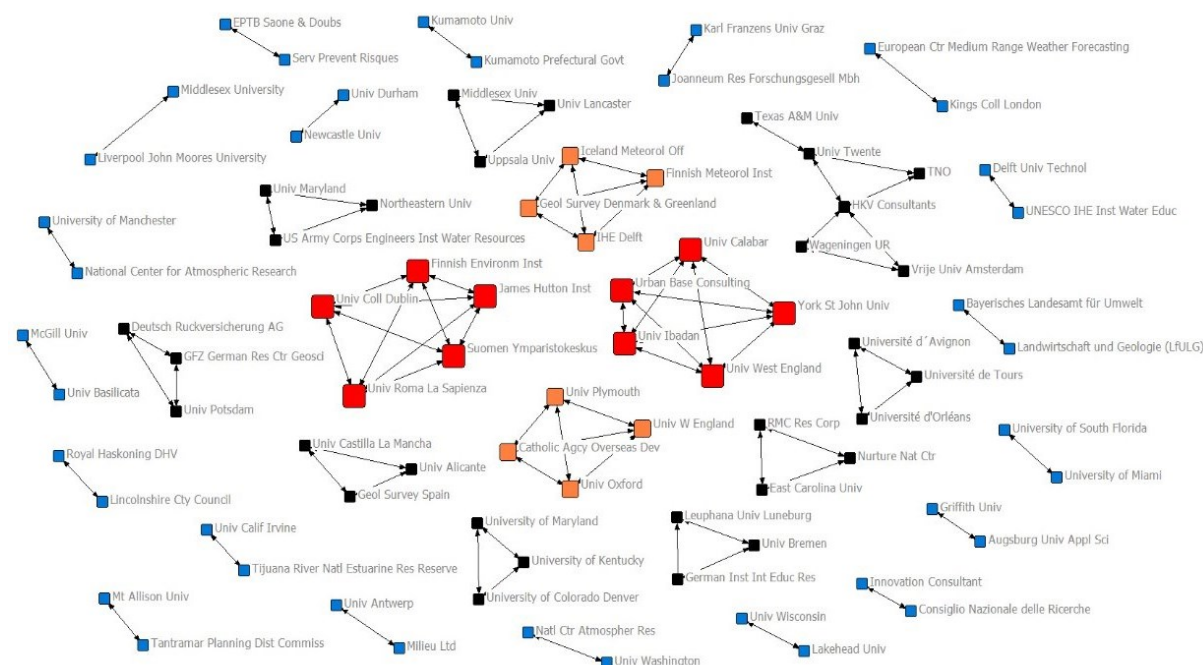 EPTB Saone & Doubs
Kumamoto Univ
Karl Franzens Univ Graz
European Ctr Medium Range Weather Forecasting
Serv Prevent Risques
Kumamoto Prefectural Govt
Joanneum Res Forschungsgesell Mbh
Middlesex University
Univ Durham
Middlesex Univ
Univ Lancaster
Kings Coll London
Texas A&M Univ
Newcastle Univ
Liverpool John Moores University
Uppsala Univ
Iceland Meteorol Off
Univ Twente
Finnish Meteorol Inst
TNO
Delft Univ Technol
Univ Maryland
Northeastern Univ
Geol Survey Denmark & Greenland
HKV Consultants
UNESCO IHE Inst Water Educ
University of Manchester
US Army Corps Engineers Inst Water Resources
IHE Delft
Univ Calabar
Wageningen UR
National Center for Atmospheric Research
Finnish Environm Inst
Vrije Univ Amsterdam
Urban Base Consulting
James Hutton Inst
Univ Coll Dublin
York St John Univ
Bayerisches Landesamt für Umwelt
McGill Univ
Deutsch Ruckversicherung AG
Univ Ibadan
Université d´Avignon
Landwirtschaft und Geologie (LfULG)
GFZ German Res Ctr Geosci
Suomen Ymparistokeskus
Univ West England
Université de Tours
Univ Basilicata
Univ Roma La Sapienza
Univ Potsdam
Univ Plymouth
Université d'Orléans
Univ Castilla La Mancha
Univ W England
RMC Res Corp
University of South Florida
Royal Haskoning DHV
Univ Alicante
Catholic Agcy Overseas Dev
Nurture Nat Ctr
University of Miami
Lincolnshire Cty Council
Geol Survey Spain
Univ Oxford
East Carolina Univ
Univ Calif Irvine
University of Maryland
Leuphana Univ Luneburg
Griffith Univ
Tijuana River Natl Estuarine Res Reserve
University of Kentucky
Univ Bremen
Augsburg Univ Appl Sci
Mt Allison Univ
Univ Antwerp
University of Colorado Denver
German Inst Int Educ Res
Innovation Consultant
Consiglio Nazionale delle Ricerche
Tantramar Planning Dist Commiss
Milieu Ltd
Natl Ctr Atmospher Res
Univ Wisconsin
Univ Washington
Lakehead Univ